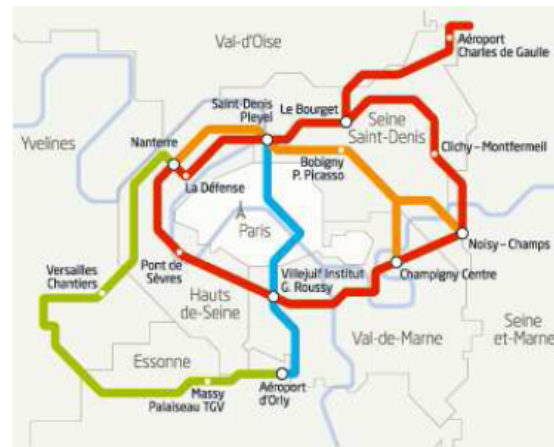 Val-d'Oise
Aéroport
Charles de Gaulle
Saint-Denis
Pleyel
Le Bourget
Seine
Saint-Denis
Yvelines
Nanterre
Bobigny
P. Picasso
Clichy – Montfermeil
La Défense
À
Paris
Noisy – Champs
Versailles
Chantiers
Pont de
Sèvres
Villejuif Institut
G. Roussy
Champigny Centre
Hauts
de-Seine
Val-de-Marne
Seine
et-Marne
Essonne
Massy
Palaiseau TGV
Aéroport
d'Orly